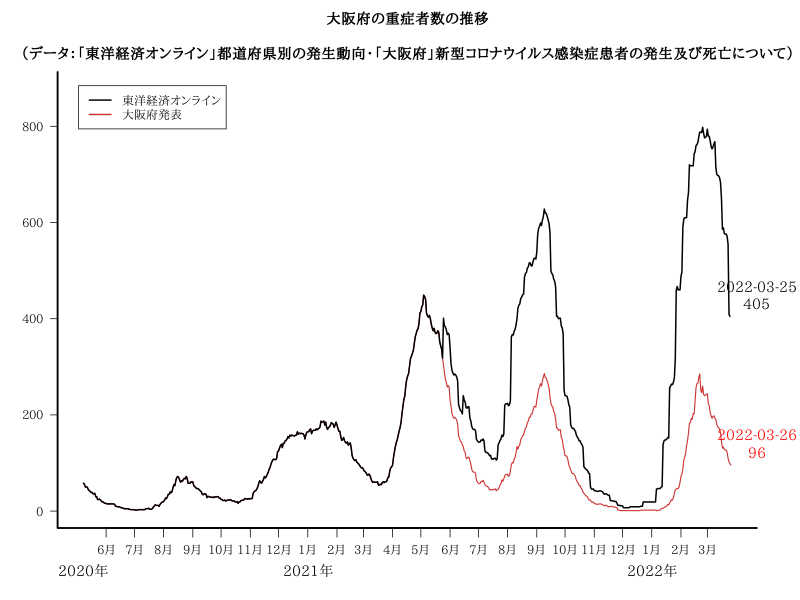 大阪府の重症者数の推移
(データ:「東洋経済オンライン」都道府県別の発生動向・「大阪府」新型コロナウイルス感染症患者の発生及び死亡について)
東洋経済オンライン
大阪府発表
800
600
400
200
0
2022-03-25
405
2022-03-26
96
6月 7月 8月 9月 10月 11月 12月 1月 2月 3月 4月 5月 6月 7月 8月 9月 10月 11月 12月 1月 2月 3月
2020年 2021年 2022年